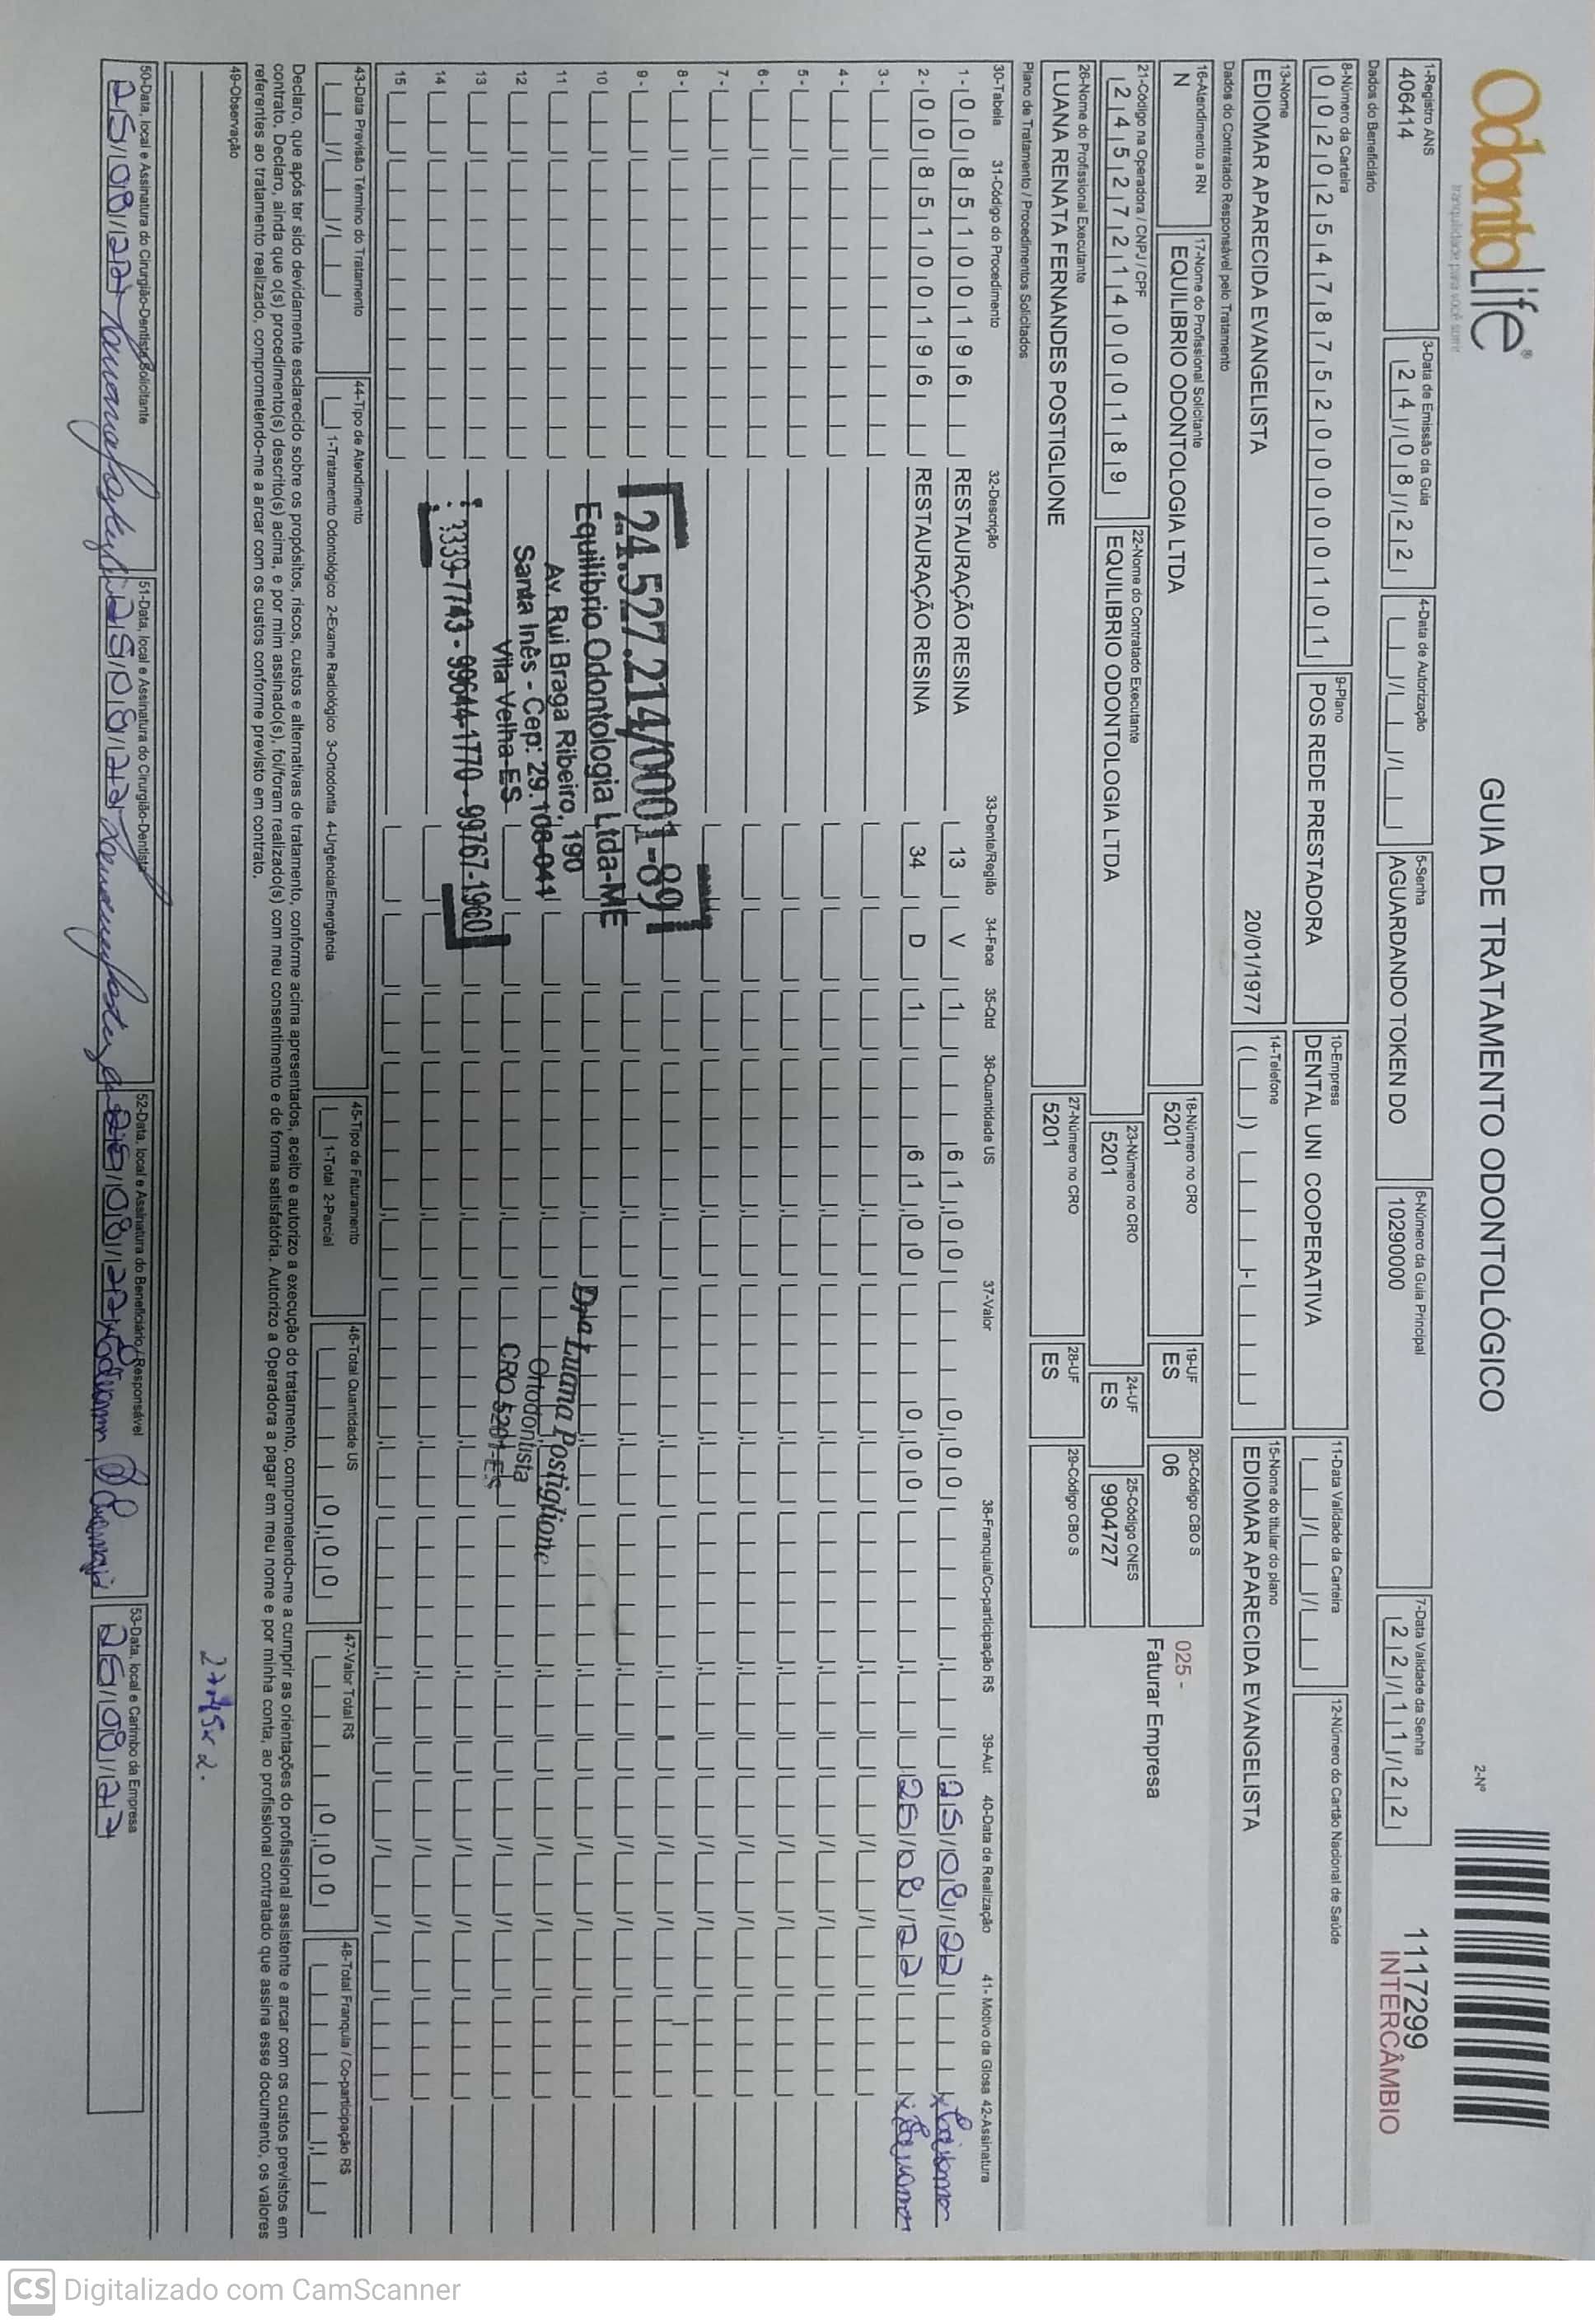 OdontoLife®
tranquilidade para você sorrir
GUIA DE TRATAMENTO ODONTOLÓGICO
2-Nº
1117299
INTERCÂMBIO
1-Registro ANS
406414
3-Data de Emissão da Guia
24/08/22
4-Data de Autorização
5-Senha
AGUARDANDO TOKEN DO
6-Número da Guia Principal
10290000
7-Data Validade da Senha
22/11/22
Dados do Beneficiário
8-Número da Carteira
00202547875200000101
9-Plano
POS REDE PRESTADORA
10-Empresa
DENTAL UNI COOPERATIVA
11-Data Validade da Carteira
12-Número do Cartão Nacional de Saúde
13-Nome
EDIOMAR APARECIDA EVANGELISTA
20/01/1977
14-Telefone
15-Nome do titular do plano
EDIOMAR APARECIDA EVANGELISTA
Dados do Contratado Responsável pelo Tratamento
16-Atendimento a RN
N
17-Nome do Profissional Solicitante
EQUILIBRIO ODONTOLOGIA LTDA
18-Número no CRO
5201
19-UF
ES
20-Código CBO S
06
025 -
Faturar Empresa
21-Código na Operadora / CNPJ / CPF
24527214000189
22-Nome do Contratado Executante
EQUILIBRIO ODONTOLOGIA LTDA
23-Número no CRO
5201
24-UF
ES
25-Código CNES
9904727
26-Nome do Profissional Executante
LUANA RENATA FERNANDES POSTIGLIONE
27-Número no CRO
5201
28-UF
ES
29-Código CBO S
Plano de Tratamento / Procedimentos Solicitados
30-Tabela 31-Código do Procedimento 32-Descrição 33-Dente/Região 34-Face 35-Qtd 36-Quantidade US 37-Valor 38-Franquia/Co-participação R$ 39-Aut 40-Data de Realização 41- Motivo da Glosa 42-Assinatura
1- 00 85100196 RESTAURAÇÃO RESINA 13 V 1 61,00 0,00 25/08/22
2- 00 85100196 RESTAURAÇÃO RESINA 34 D 1 61,00 0,00 25/08/22
3-
4-
5-
6-
7-
8-
9-
10
11
12
13
14
15
24.527.214/0001-89
Equilíbrio Odontologia Ltda-ME
Av. Rui Braga Ribeiro, 190
Santa Inês - Cep: 29.108-041
Vila Velha-ES
3339-7743 - 99644-1770 - 99767-1960
Dra Luana Postiglione
Ortodontista
CRO 5201-ES
43-Data Previsão Término do Tratamento
44-Tipo de Atendimento
1-Tratamento Odontológico 2-Exame Radiológico 3-Ortodontia 4-Urgência/Emergência
45-Tipo de Faturamento
1-Total 2-Parcial
46-Total Quantidade US
0,00
47-Valor Total R$
0,00
48-Total Franquia / Co-participação R$
Declaro, que após ter sido devidamente esclarecido sobre os propósitos, riscos, custos e alternativas de tratamento, conforme acima apresentados, aceito e autorizo a execução do tratamento, comprometendo-me a cumprir as orientações do profissional assistente e arcar com os custos previstos em
contrato. Declaro, ainda que o(s) procedimento(s) descrito(s) acima, e por mim assinado(s), foi/foram realizado(s) com meu consentimento e de forma satisfatória. Autorizo a Operadora a pagar em meu nome e por minha conta, ao profissional contratado que assina esse documento, os valores
referentes ao tratamento realizado, comprometendo-me a arcar com os custos conforme previsto em contrato.
49-Observação
50-Data, local e Assinatura do Cirurgião-Dentista Solicitante
25/08/22
51-Data, local e Assinatura do Cirurgião-Dentista
25/08/22
52-Data, local e Assinatura do Beneficiário / Responsável
25/08/22
53-Data, local e Carimbo da Empresa
25/08/22
CS Digitalizado com CamScanner